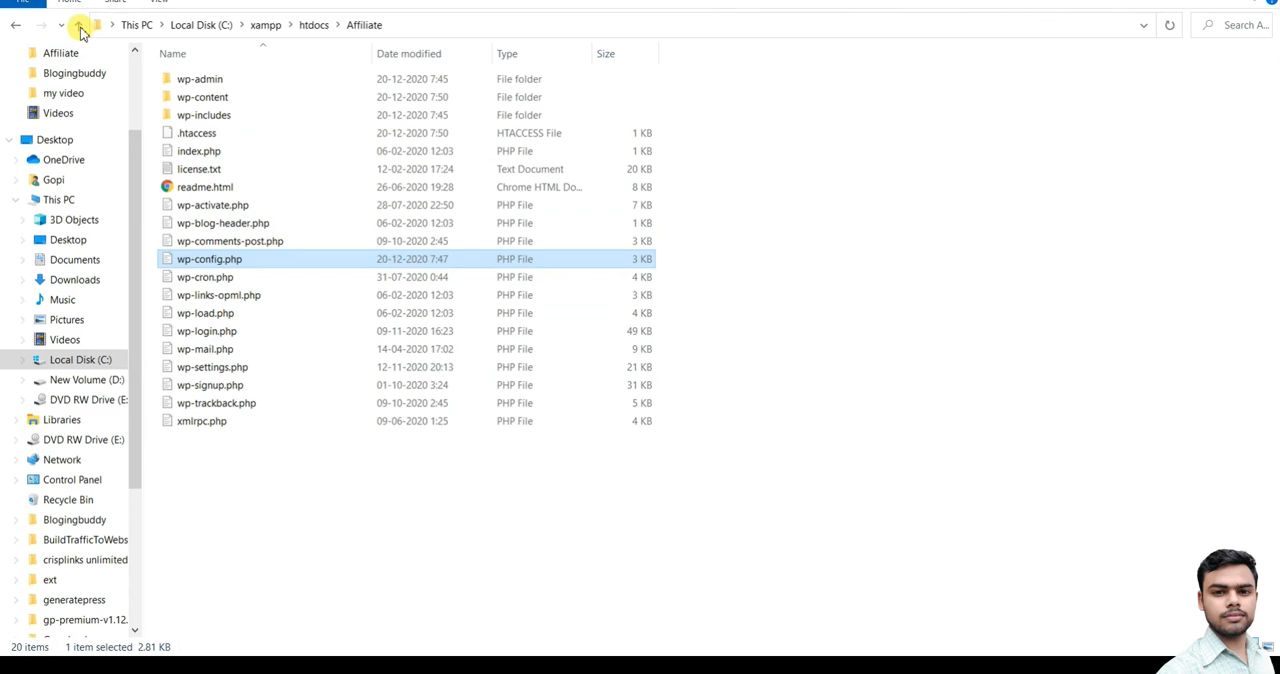 File Home Share View
This PC Local Disk (C:) xampp htdocs Affiliate Search A...
Affiliate
Blogingbuddy
my video
Videos
Desktop
OneDrive
Gopi
This PC
3D Objects
Desktop
Documents
Downloads
Music
Pictures
Videos
Local Disk (C:)
New Volume (D:)
DVD RW Drive (E:
Libraries
DVD RW Drive (E:)
Network
Control Panel
Recycle Bin
Blogingbuddy
BuildTrafficToWebs
crisplinks unlimited
ext
generatepress
gp-premium-v1.12.
Name Date modified Type Size
wp-admin 20-12-2020 7:45 File folder
wp-content 20-12-2020 7:50 File folder
wp-includes 20-12-2020 7:45 File folder
.htaccess 20-12-2020 7:50 HTACCESS File 1 KB
index.php 06-02-2020 12:03 PHP File 1 KB
license.txt 12-02-2020 17:24 Text Document 20 KB
readme.html 26-06-2020 19:28 Chrome HTML Do... 8 KB
wp-activate.php 28-07-2020 22:50 PHP File 7 KB
wp-blog-header.php 06-02-2020 12:03 PHP File 1 KB
wp-comments-post.php 09-10-2020 2:45 PHP File 3 KB
wp-config.php 20-12-2020 7:47 PHP File 3 KB
wp-cron.php 31-07-2020 0:44 PHP File 4 KB
wp-links-opml.php 06-02-2020 12:03 PHP File 3 KB
wp-load.php 06-02-2020 12:03 PHP File 4 KB
wp-login.php 09-11-2020 16:23 PHP File 49 KB
wp-mail.php 14-04-2020 17:02 PHP File 9 KB
wp-settings.php 12-11-2020 20:13 PHP File 21 KB
wp-signup.php 01-10-2020 3:24 PHP File 31 KB
wp-trackback.php 09-10-2020 2:45 PHP File 5 KB
xmlrpc.php 09-06-2020 1:25 PHP File 4 KB
20 items 1 item selected 2.81 KB